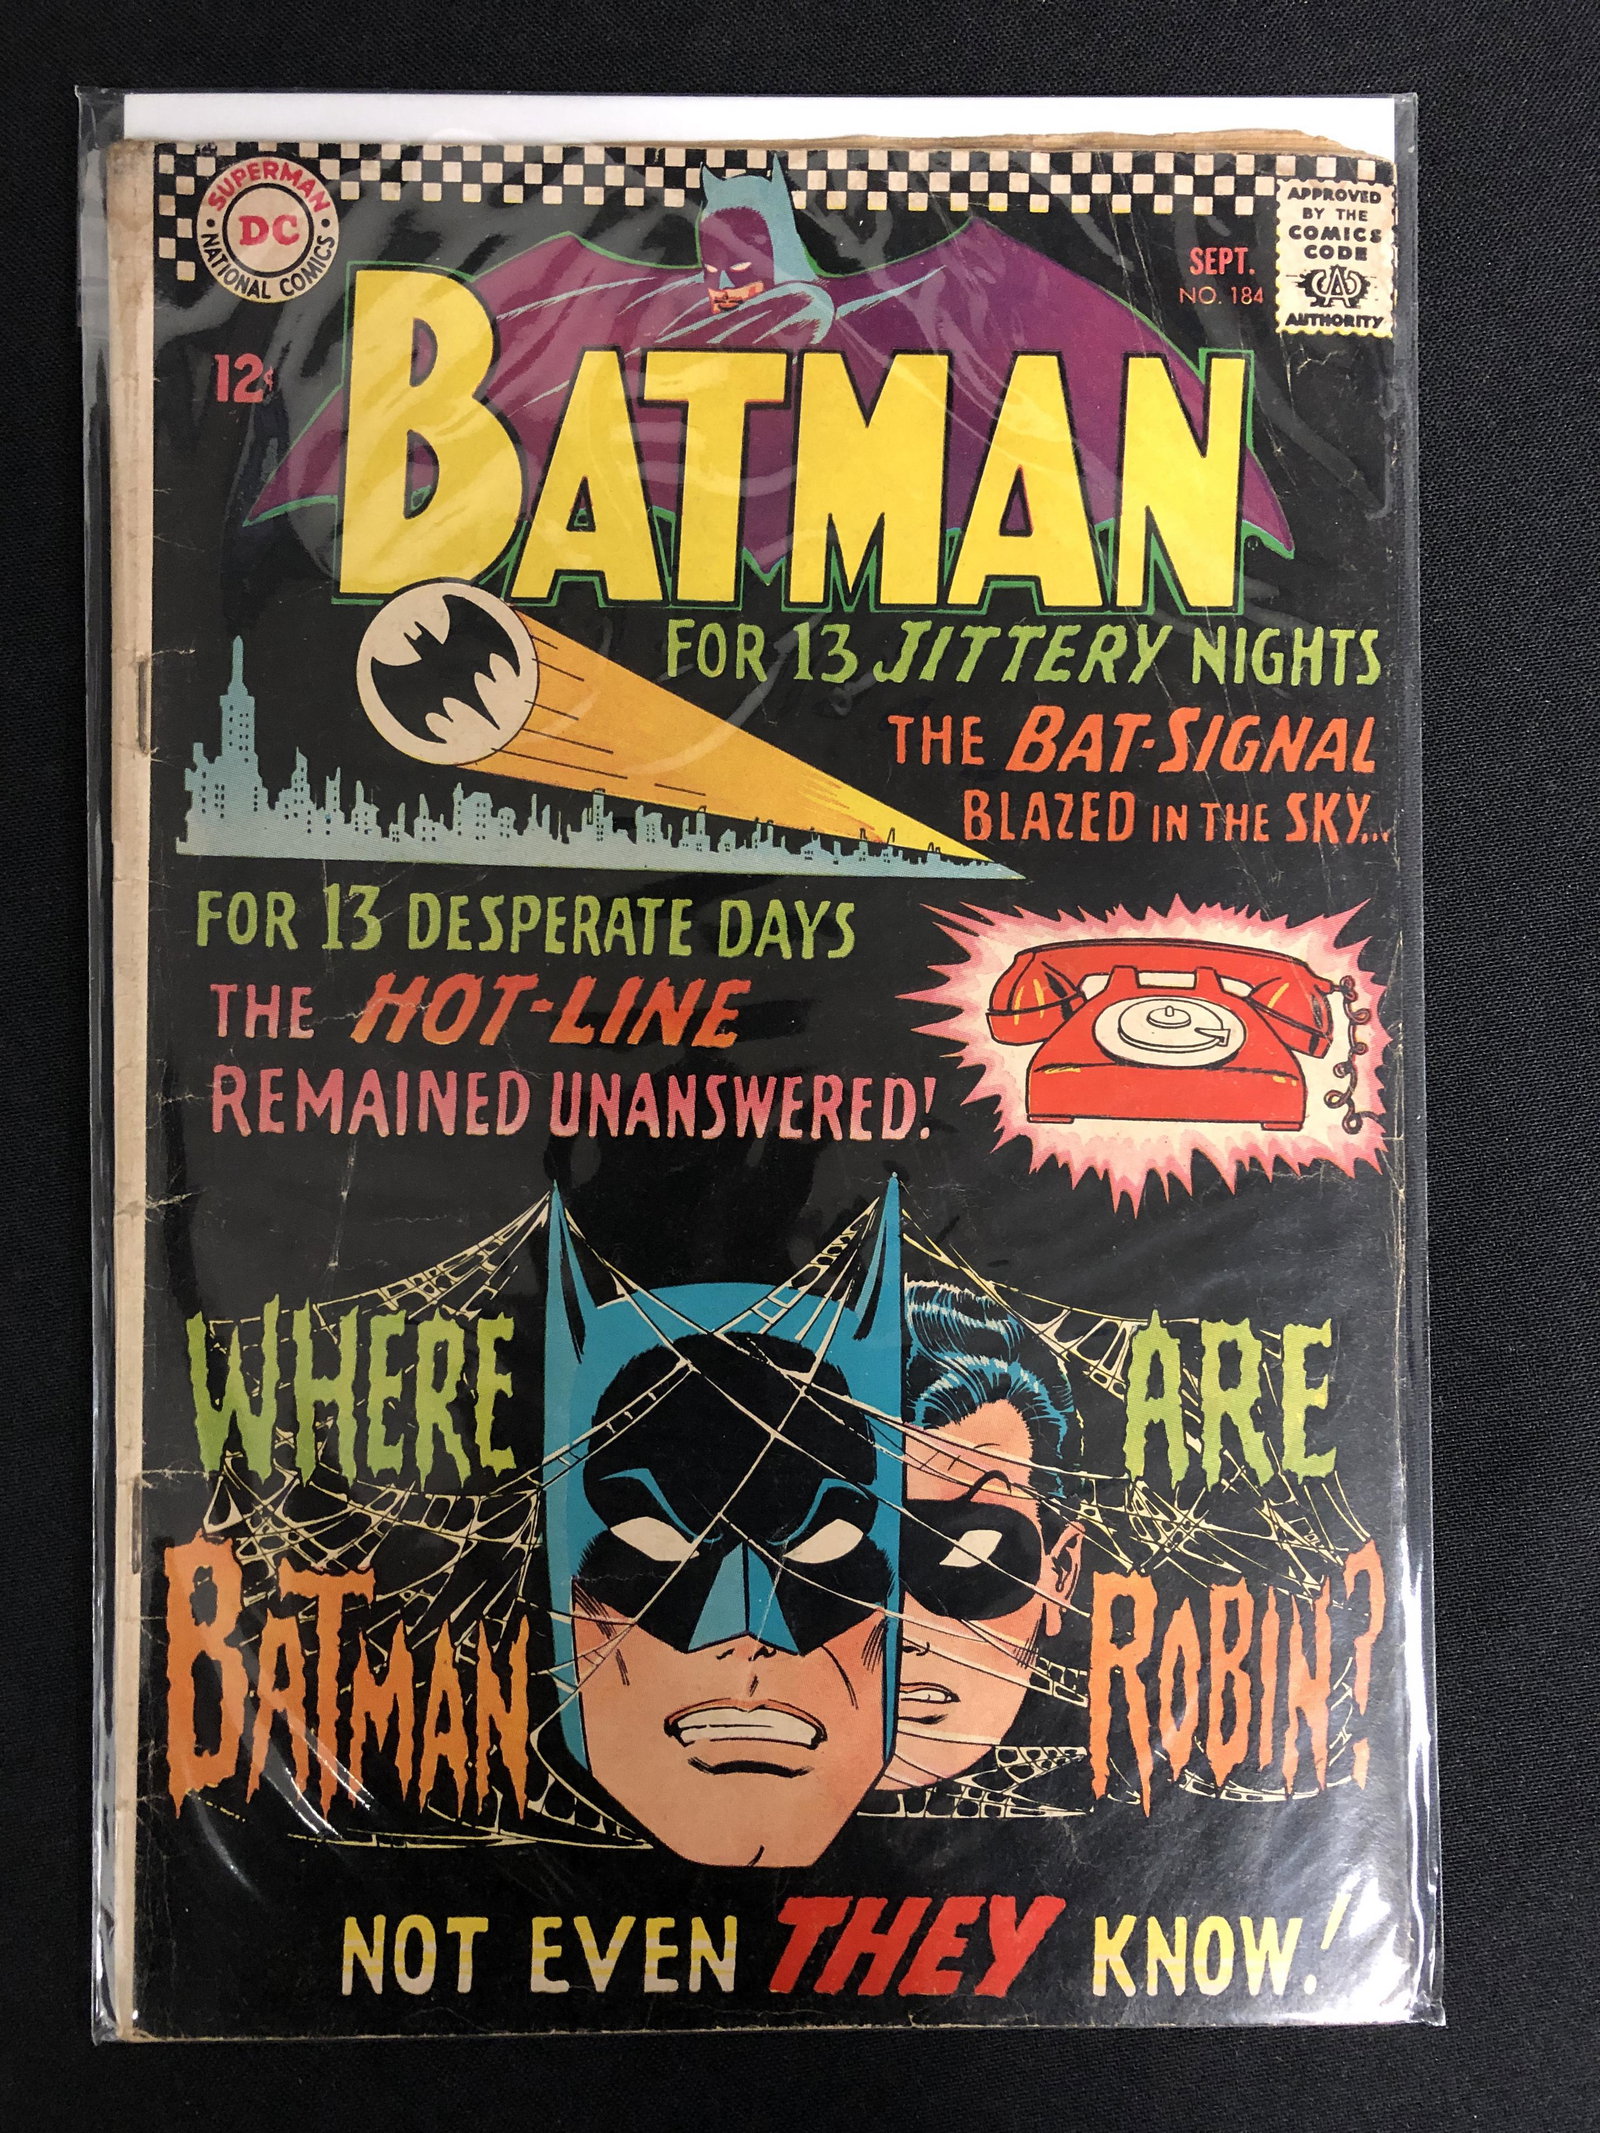 SUPERMAN
DC
NATIONAL COMICS
APPROVED
BY THE
COMICS
CODE
CA
AUTHORITY
SEPT.
NO. 184
12¢
BATMAN
FOR 13 JITTERY NIGHTS
THE BAT-SIGNAL
BLAZED IN THE SKY...
FOR 13 DESPERATE DAYS
THE HOT-LINE
REMAINED UNANSWERED!
WHERE ARE
BATMAN ROBIN?
NOT EVEN THEY KNOW!